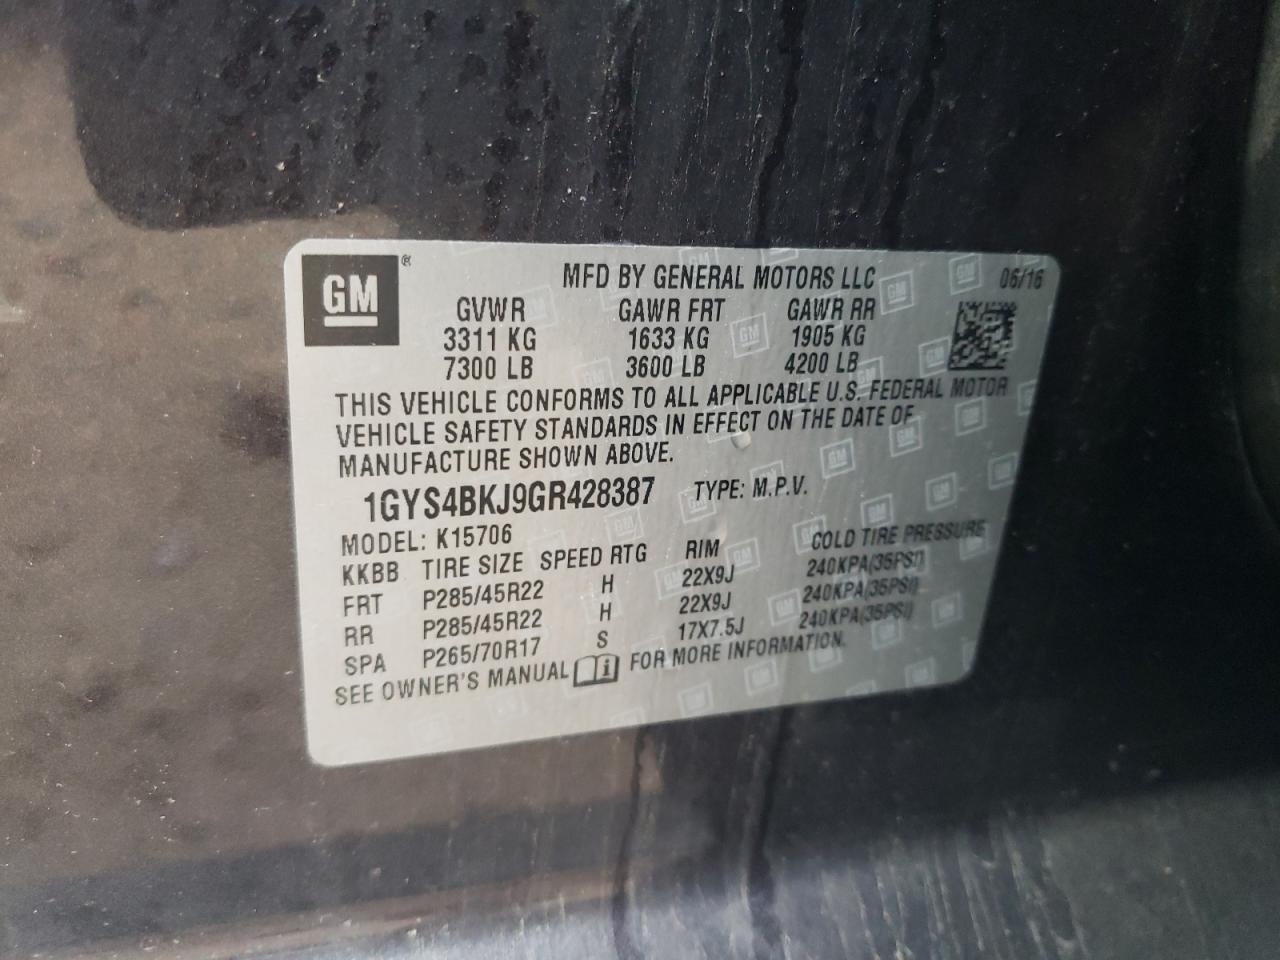 GM ®
MFD BY GENERAL MOTORS LLC 06/16
GVWR GAWR FRT GAWR RR
3311 KG 1633 KG 1905 KG
7300 LB 3600 LB 4200 LB
THIS VEHICLE CONFORMS TO ALL APPLICABLE U.S. FEDERAL MOTOR
VEHICLE SAFETY STANDARDS IN EFFECT ON THE DATE OF
MANUFACTURE SHOWN ABOVE.
1GYS4BKJ9GR428387 TYPE: M.P.V.
MODEL: K15706
KKBB TIRE SIZE SPEED RTG RIM COLD TIRE PRESSURE
FRT P285/45R22 H 22X9J 240KPA(35PSI)
RR P285/45R22 H 22X9J 240KPA(35PSI)
SPA P265/70R17 S 17X7.5J 240KPA(35PSI)
SEE OWNER'S MANUAL i FOR MORE INFORMATION.